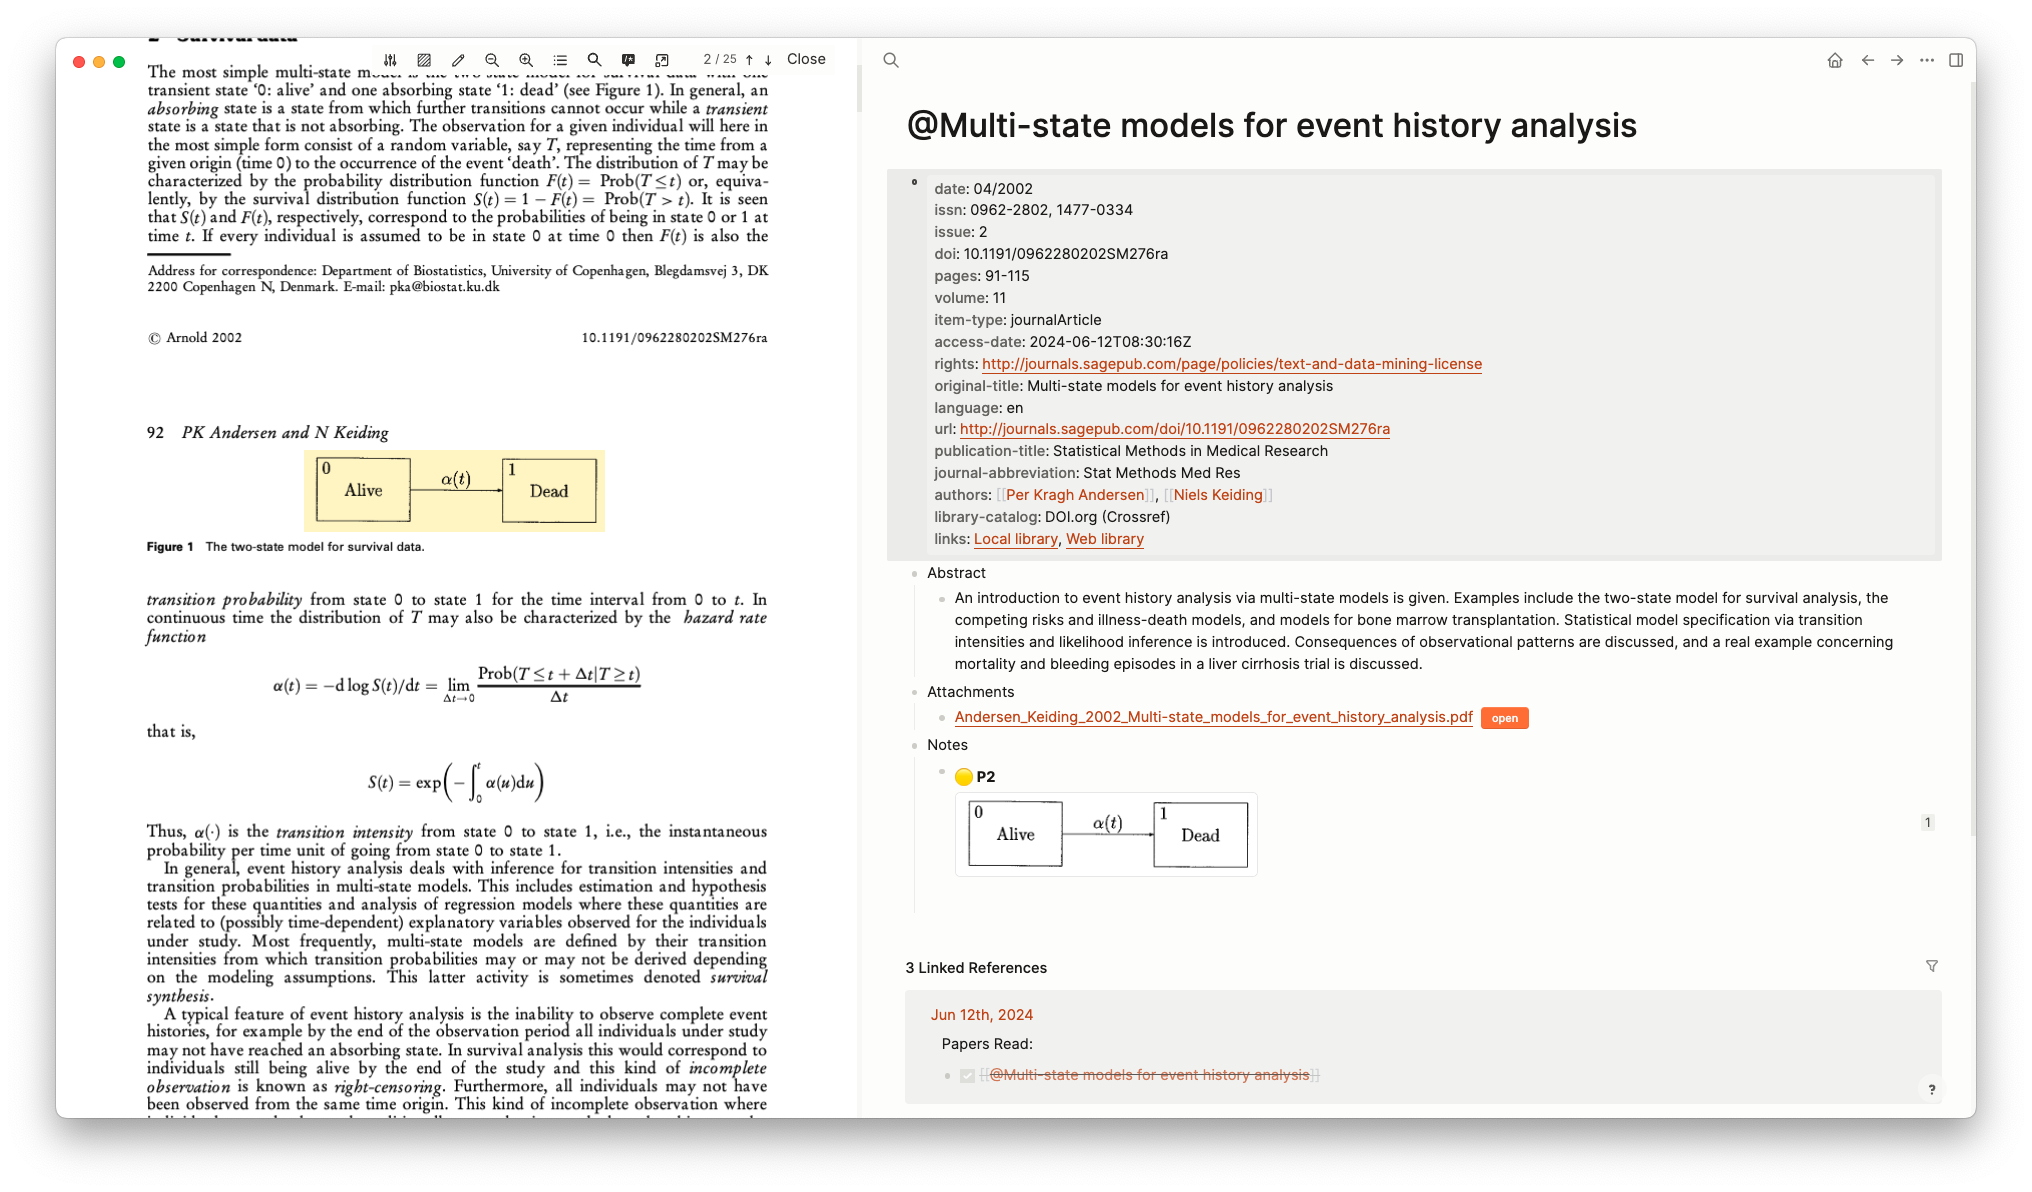 2 Survival data
2 / 25 Close
The most simple multi-state model is the two-state model for survival data with one
transient state ‘0: alive’ and one absorbing state ‘1: dead’ (see Figure 1). In general, an
absorbing state is a state from which further transitions cannot occur while a transient
state is a state that is not absorbing. The observation for a given individual will here in
the most simple form consist of a random variable, say T, representing the time from a
given origin (time 0) to the occurrence of the event ‘death’. The distribution of T may be
characterized by the probability distribution function F(t) = Prob(T ≤ t) or, equiva-
lently, by the survival distribution function S(t) = 1 − F(t) = Prob(T > t). It is seen
that S(t) and F(t), respectively, correspond to the probabilities of being in state 0 or 1 at
time t. If every individual is assumed to be in state 0 at time 0 then F(t) is also the
Address for correspondence: Department of Biostatistics, University of Copenhagen, Blegdamsvej 3, DK
2200 Copenhagen N, Denmark. E-mail: pka@biostat.ku.dk
© Arnold 2002 10.1191/0962280202SM276ra
92 PK Andersen and N Keiding
0 Alive α(t) 1 Dead
Figure 1 The two-state model for survival data.
transition probability from state 0 to state 1 for the time interval from 0 to t. In
continuous time the distribution of T may also be characterized by the hazard rate
function
α(t) = −d log S(t)/dt = lim Δt→0 Prob(T ≤ t + Δt|T ≥ t) / Δt
that is,
S(t) = exp(−∫₀ᵗ α(u)du)
Thus, α(·) is the transition intensity from state 0 to state 1, i.e., the instantaneous
probability per time unit of going from state 0 to state 1.
In general, event history analysis deals with inference for transition intensities and
transition probabilities in multi-state models. This includes estimation and hypothesis
tests for these quantities and analysis of regression models where these quantities are
related to (possibly time-dependent) explanatory variables observed for the individuals
under study. Most frequently, multi-state models are defined by their transition
intensities from which transition probabilities may or may not be derived depending
on the modeling assumptions. This latter activity is sometimes denoted survival
synthesis.
A typical feature of event history analysis is the inability to observe complete event
histories, for example by the end of the observation period all individuals under study
may not have reached an absorbing state. In survival analysis this would correspond to
individuals still being alive by the end of the study and this kind of incomplete
observation is known as right-censoring. Furthermore, all individuals may not have
been observed from the same time origin. This kind of incomplete observation where
@Multi-state models for event history analysis
date: 04/2002
issn: 0962-2802, 1477-0334
issue: 2
doi: 10.1191/0962280202SM276ra
pages: 91-115
volume: 11
item-type: journalArticle
access-date: 2024-06-12T08:30:16Z
rights: http://journals.sagepub.com/page/policies/text-and-data-mining-license
original-title: Multi-state models for event history analysis
language: en
url: http://journals.sagepub.com/doi/10.1191/0962280202SM276ra
publication-title: Statistical Methods in Medical Research
journal-abbreviation: Stat Methods Med Res
authors: [[Per Kragh Andersen]], [[Niels Keiding]]
library-catalog: DOI.org (Crossref)
links: Local library, Web library
Abstract
An introduction to event history analysis via multi-state models is given. Examples include the two-state model for survival analysis, the
competing risks and illness-death models, and models for bone marrow transplantation. Statistical model specification via transition
intensities and likelihood inference is introduced. Consequences of observational patterns are discussed, and a real example concerning
mortality and bleeding episodes in a liver cirrhosis trial is discussed.
Attachments
Andersen_Keiding_2002_Multi-state_models_for_event_history_analysis.pdf open
Notes
P2
0 Alive α(t) 1 Dead
1
3 Linked References
Jun 12th, 2024
Papers Read:
[[@Multi-state models for event history analysis]]
?